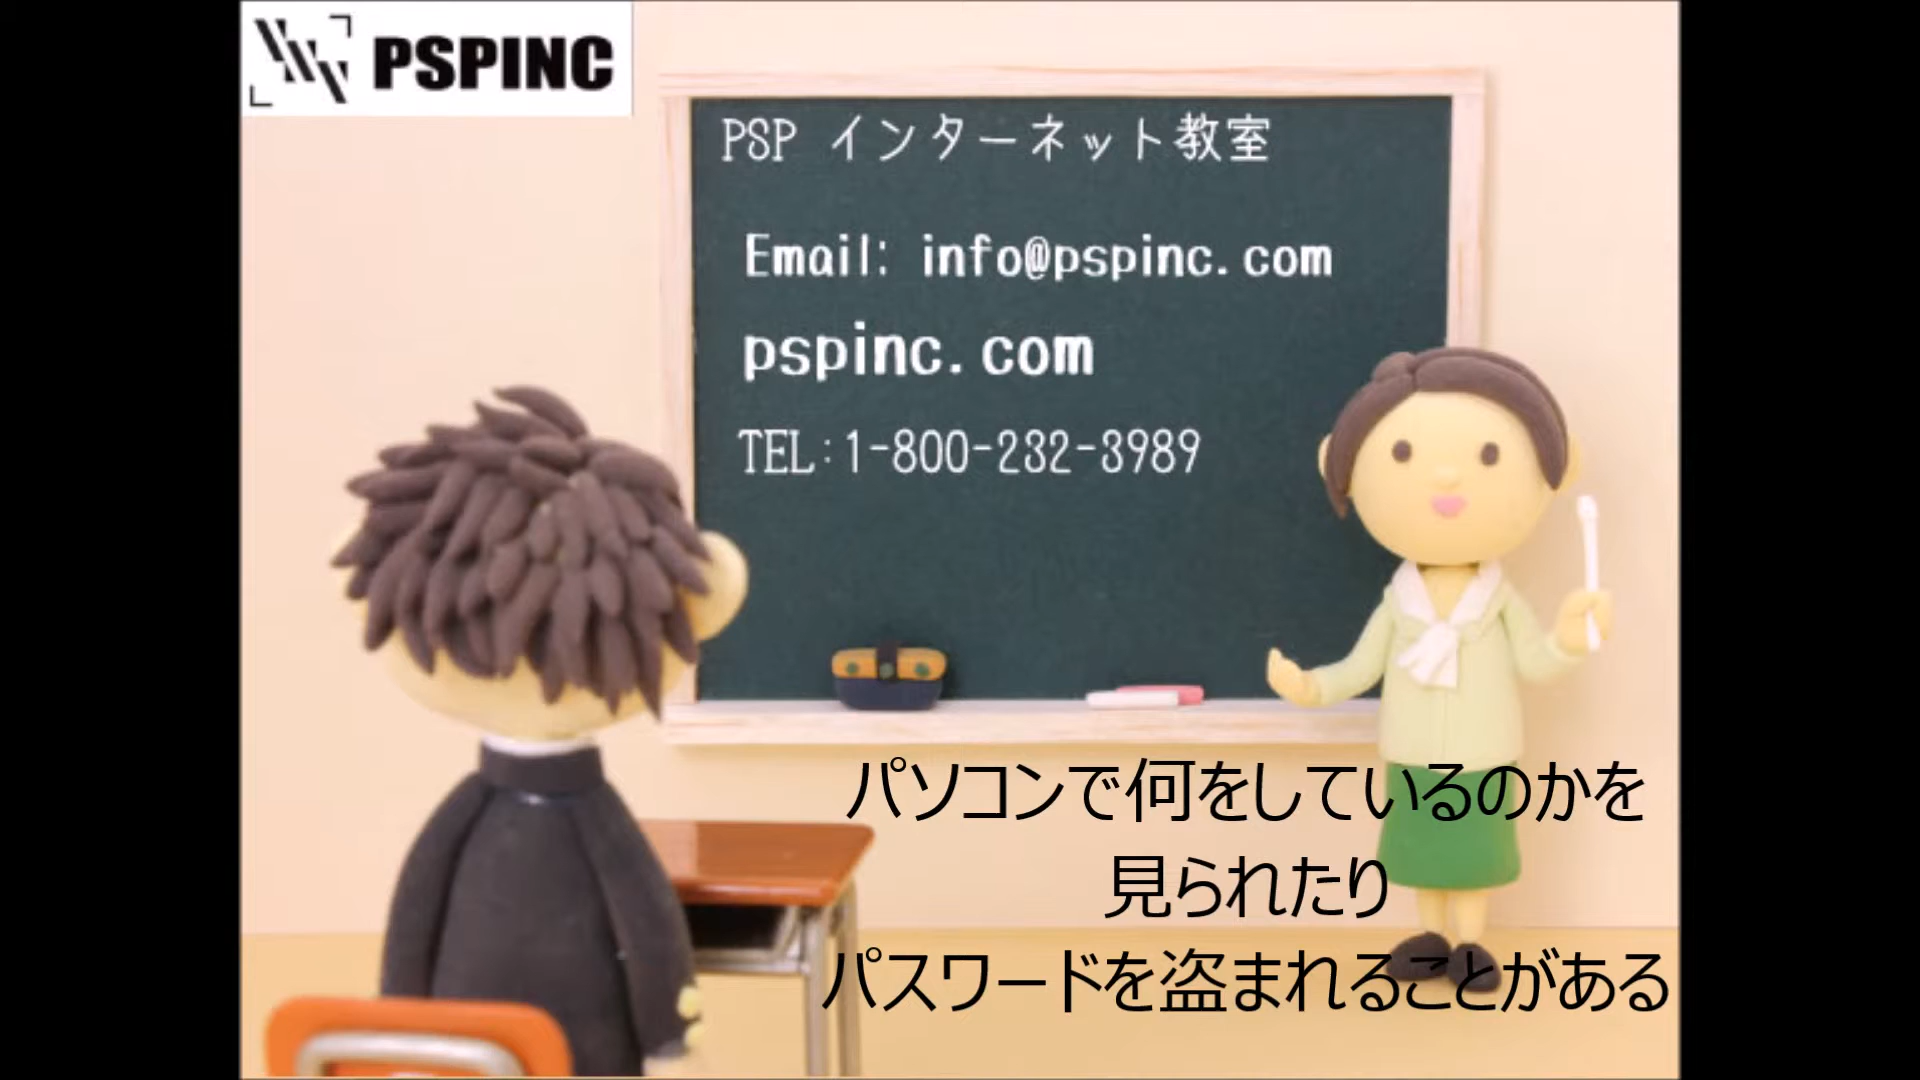 PSPINC
PSP インターネット教室
Email: info@pspinc.com
pspinc.com
TEL:1-800-232-3989
パソコンで何をしているのかを
見られたり
パスワードを盗まれることがある